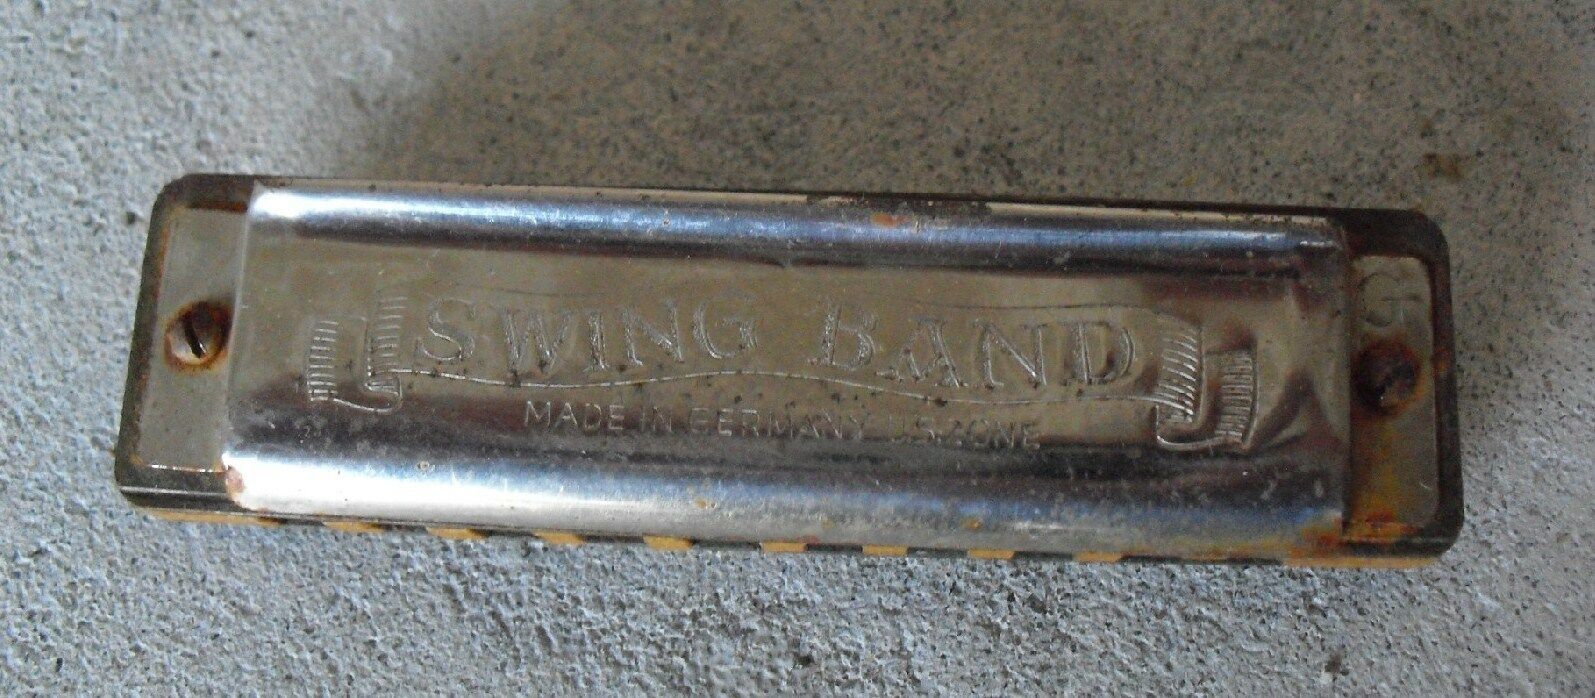 SWING BAND
MADE IN GERMANY US-ZONE
G